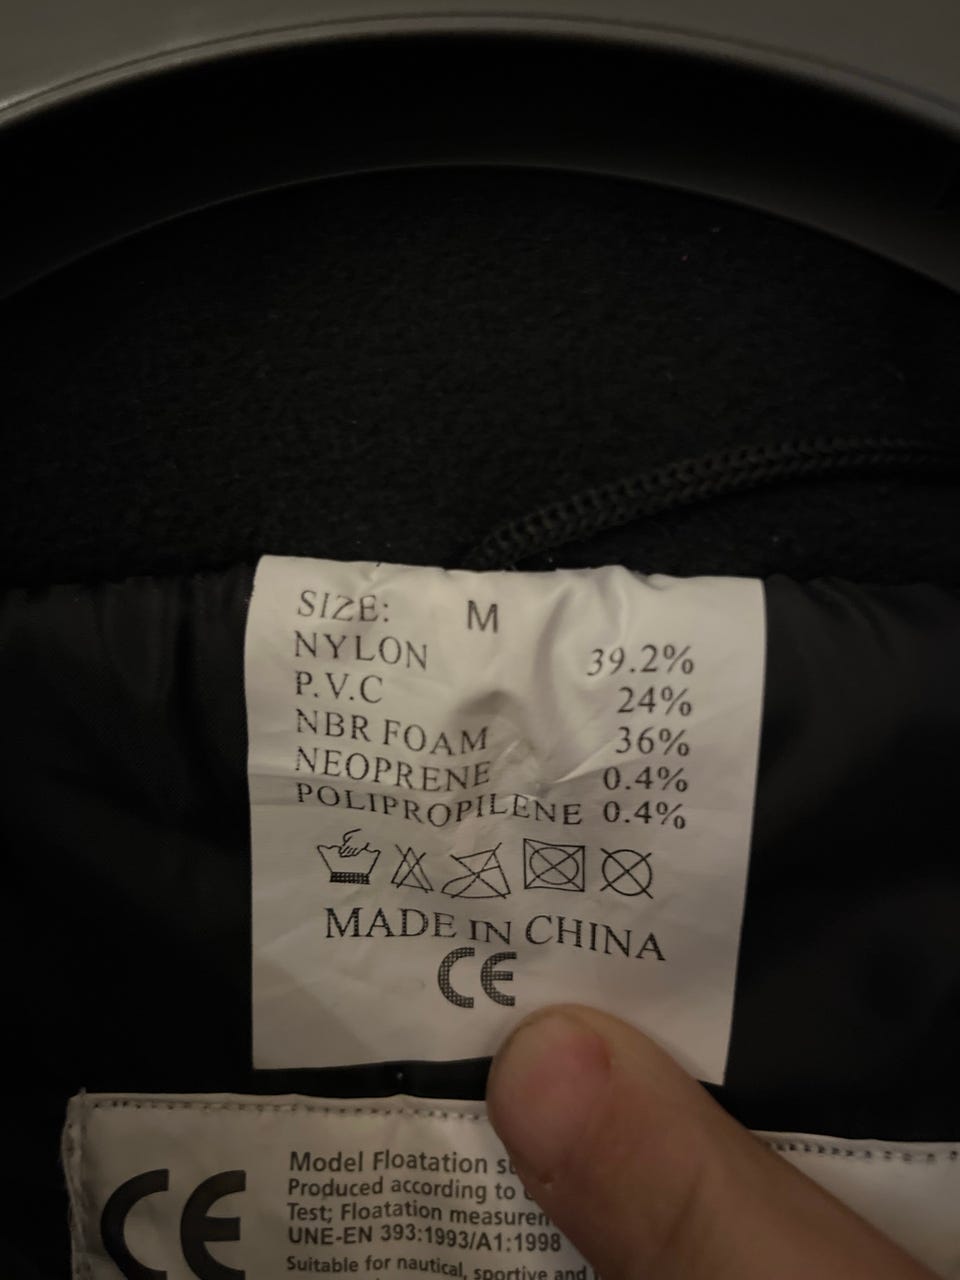 SIZE: M
NYLON 39.2%
P.V.C 24%
NBR FOAM 36%
NEOPRENE 0.4%
POLIPROPILENE 0.4%
MADE IN CHINA
CE
CE
Model Floatation
Produced according to
Test; Floatation
UNE-EN 393:1993/A1:1998
Suitable for nautical, sportive and